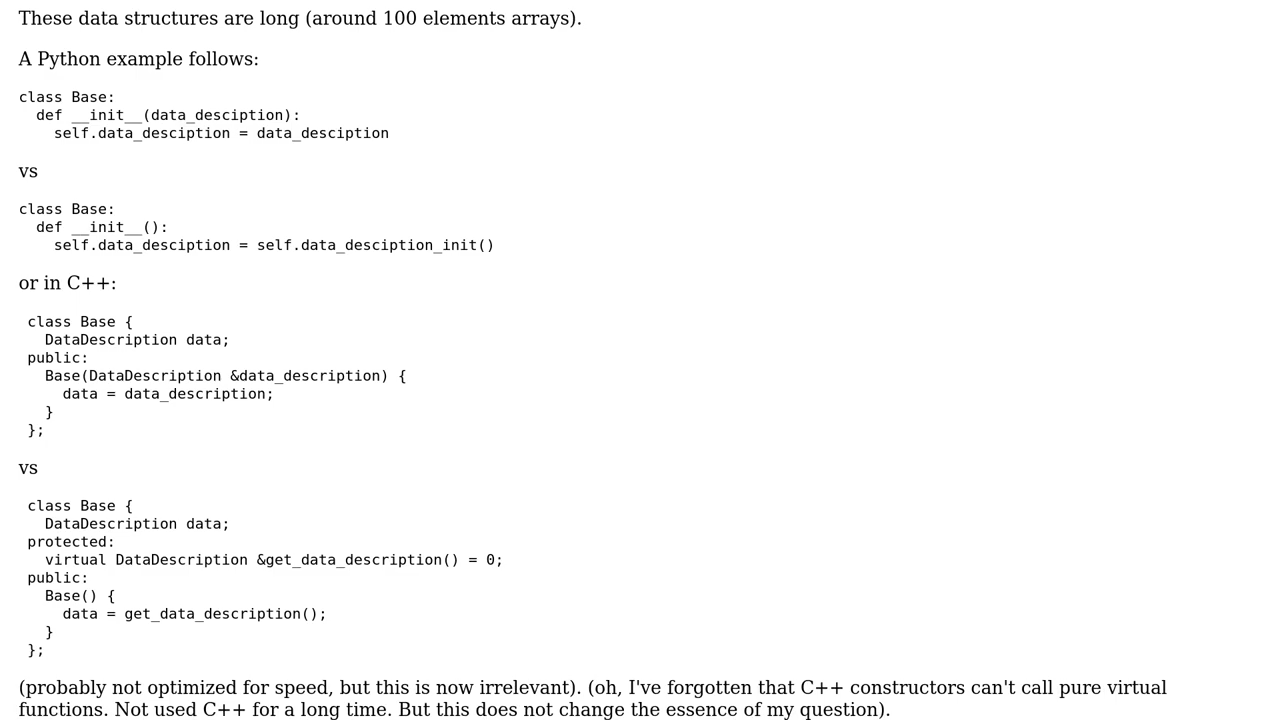 These data structures are long (around 100 elements arrays).
A Python example follows:
class Base:
  def __init__(data_desciption):
    self.data_desciption = data_desciption
vs
class Base:
  def __init__():
    self.data_desciption = self.data_desciption_init()
or in C++:
 class Base {
   DataDescription data;
 public:
   Base(DataDescription &data_description) {
     data = data_description;
   }
 };
vs
 class Base {
   DataDescription data;
 protected:
   virtual DataDescription &get_data_description() = 0;
 public:
   Base() {
     data = get_data_description();
   }
 };
(probably not optimized for speed, but this is now irrelevant). (oh, I've forgotten that C++ constructors can't call pure virtual
functions. Not used C++ for a long time. But this does not change the essence of my question).